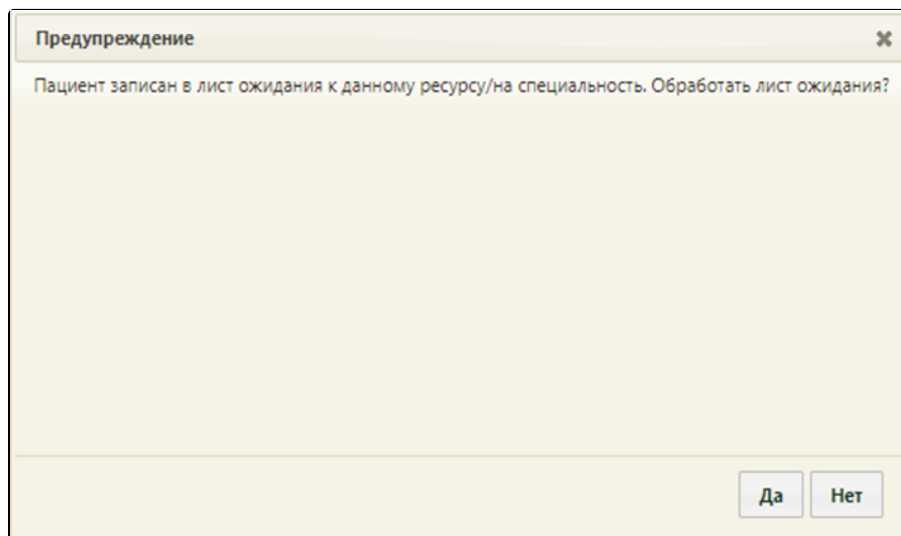 Предупреждение
Пациент записан в лист ожидания к данному ресурсу/на специальность. Обработать лист ожидания?
Да Нет